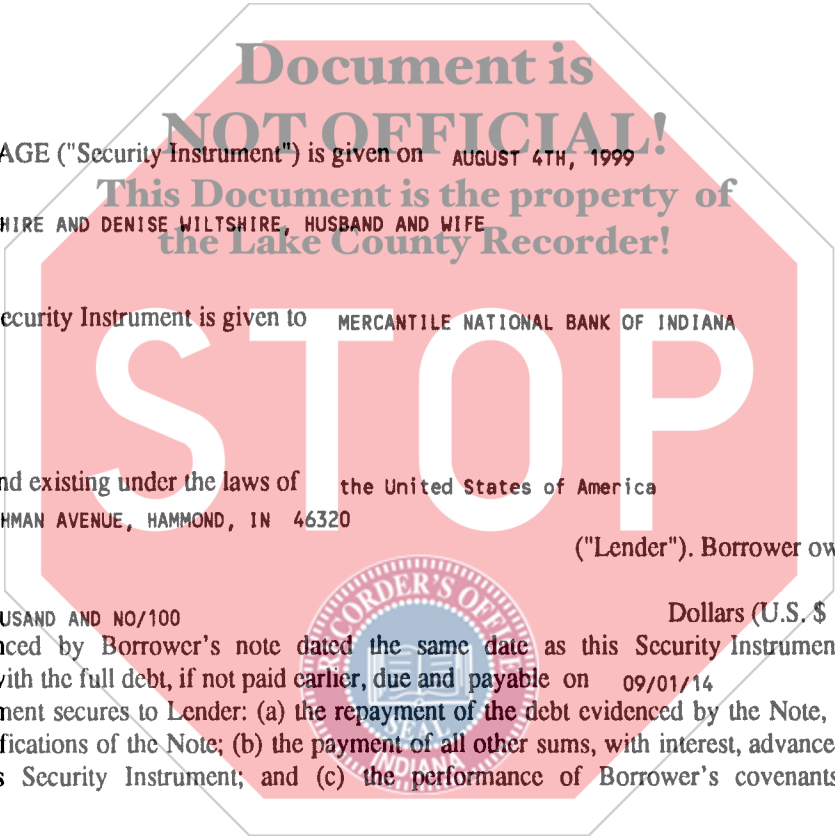 Document is
NOT OFFICIAL!
AGE ("Security Instrument") is given on AUGUST 4TH, 1999
This Document is the property of
HIRE AND DENISE WILTSHIRE, HUSBAND AND WIFE
the Lake County Recorder!
ecurity Instrument is given to MERCANTILE NATIONAL BANK OF INDIANA
STOP
nd existing under the laws of the United States of America
HMAN AVENUE, HAMMOND, IN 46320
("Lender"). Borrower ow
RECORDER'S OFFICE
USAND AND NO/100 Dollars (U.S. $
nced by Borrower's note dated the same date as this Security Instrumen
with the full debt, if not paid earlier, due and payable on 09/01/14
ment secures to Lender: (a) the repayment of the debt evidenced by the Note,
SEAL
fications of the Note; (b) the payment of all other sums, with interest, advance
INDIANA
s Security Instrument; and (c) the performance of Borrower's covenants